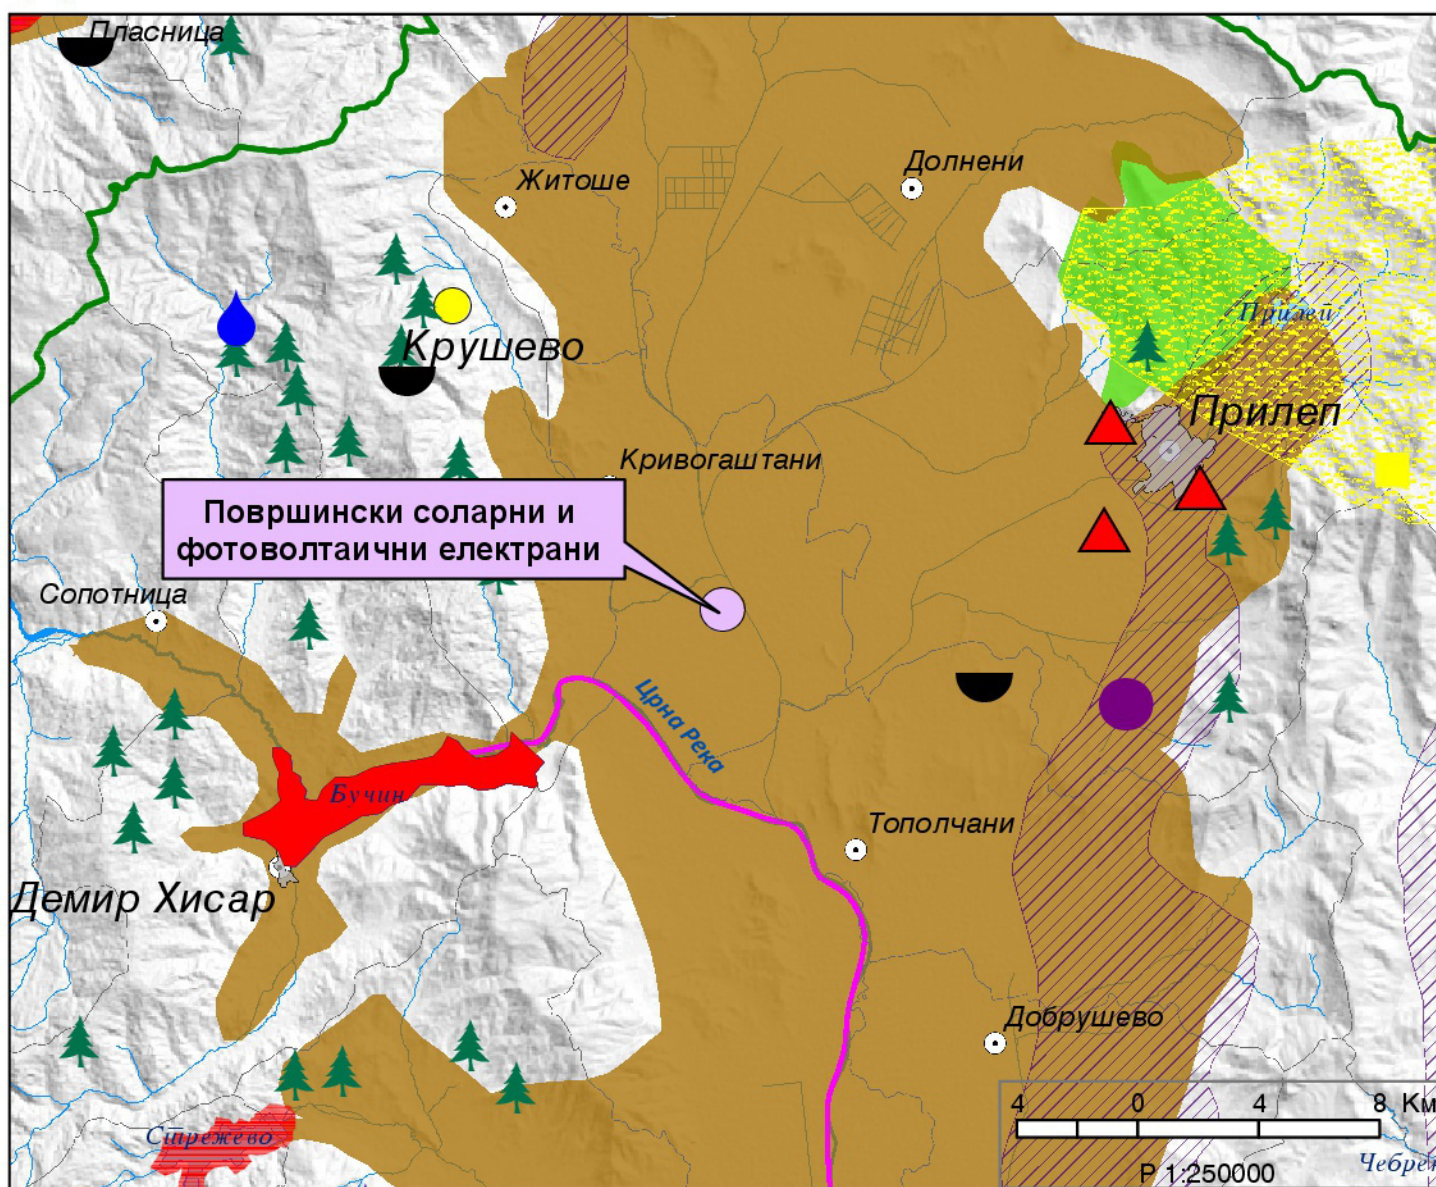 Пласница
Житоше
Долнени
Прилеп
Крушево
Прилеп
Кривогаштани
Површински соларни и
фотоволтаични електрани
Сопотница
Црна Река
Бучин
Тополчани
Демир Хисар
Добрушево
4 0 4 8 Км
Стрежево
Р 1:250000